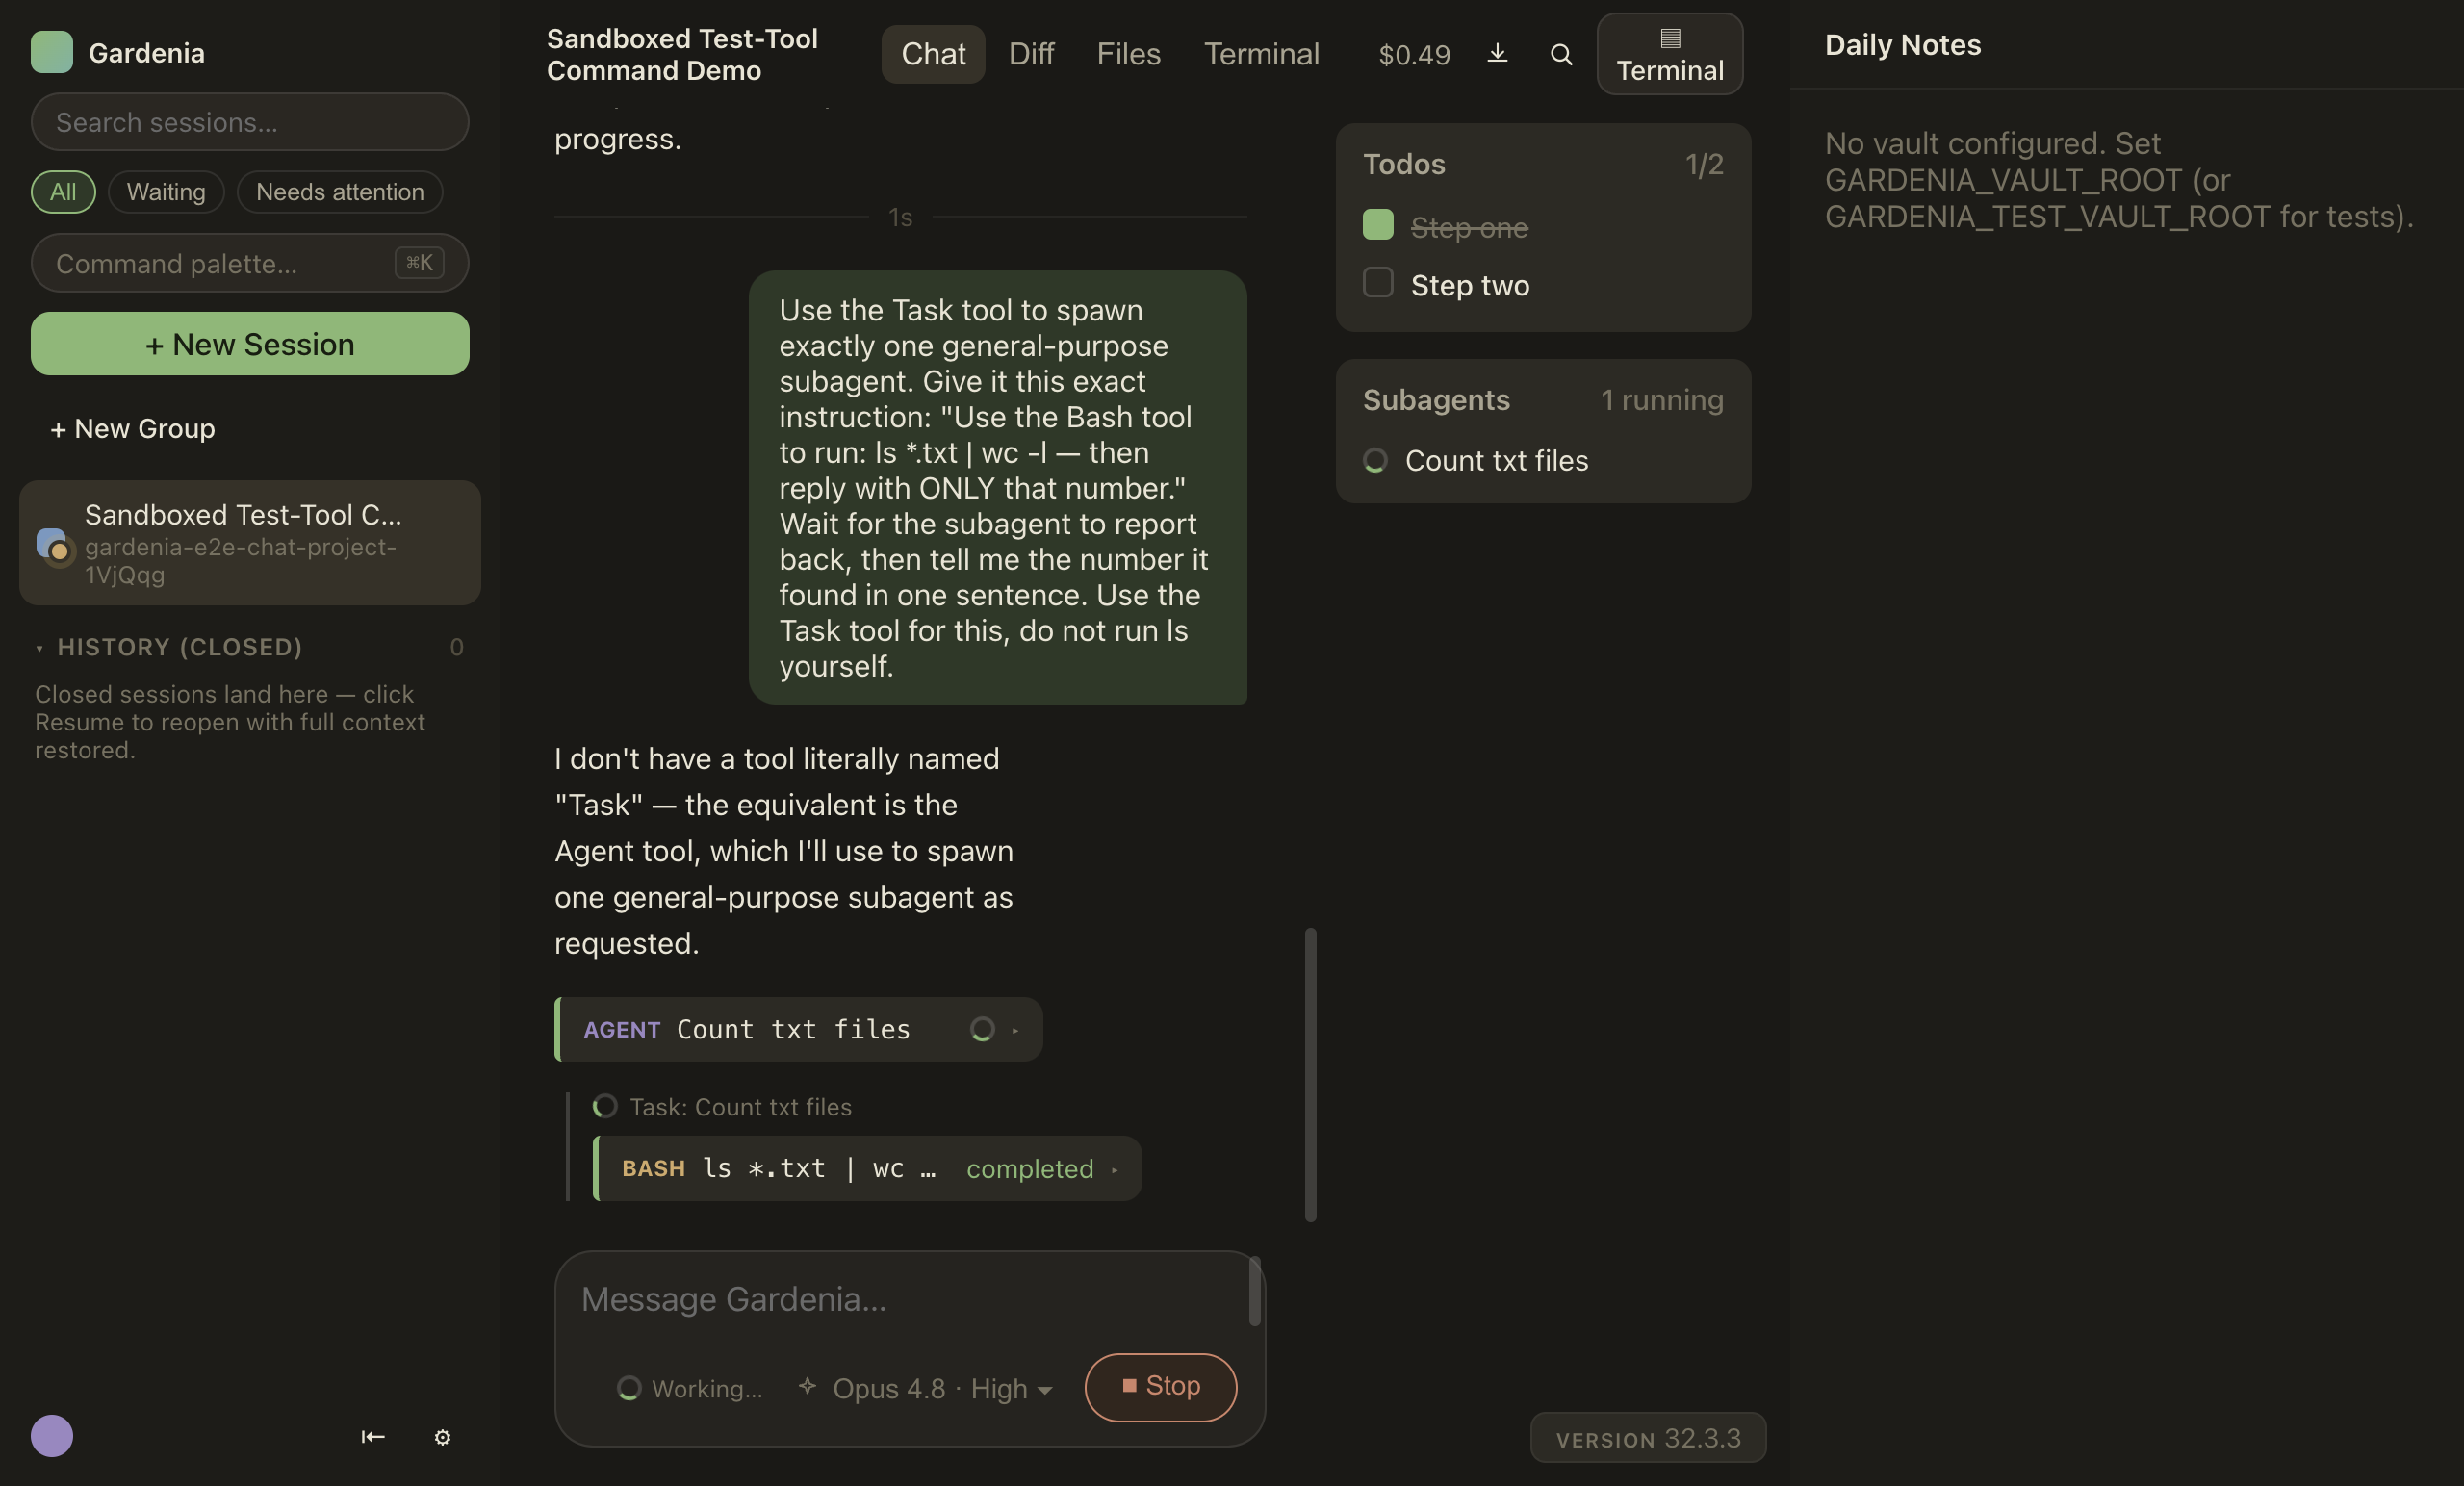 Gardenia
Search sessions…
All
Waiting
Needs attention
Command palette…
⌘K
+ New Session
+ New Group
Sandboxed Test-Tool C…
gardenia-e2e-chat-project-
1VjQqg
HISTORY (CLOSED)
0
Closed sessions land here — click
Resume to reopen with full context
restored.
Sandboxed Test-Tool
Command Demo
Chat
Diff
Files
Terminal
$0.49
Terminal
progress.
1s
Use the Task tool to spawn
exactly one general-purpose
subagent. Give it this exact
instruction: "Use the Bash tool
to run: ls *.txt | wc -l — then
reply with ONLY that number."
Wait for the subagent to report
back, then tell me the number it
found in one sentence. Use the
Task tool for this, do not run ls
yourself.
I don't have a tool literally named
"Task" — the equivalent is the
Agent tool, which I'll use to spawn
one general-purpose subagent as
requested.
AGENT Count txt files
Task: Count txt files
BASH ls *.txt | wc … completed
Message Gardenia…
Working…
Opus 4.8 · High
Stop
Todos
1/2
Step one
Step two
Subagents
1 running
Count txt files
VERSION 32.3.3
Daily Notes
No vault configured. Set
GARDENIA_VAULT_ROOT (or
GARDENIA_TEST_VAULT_ROOT for tests).